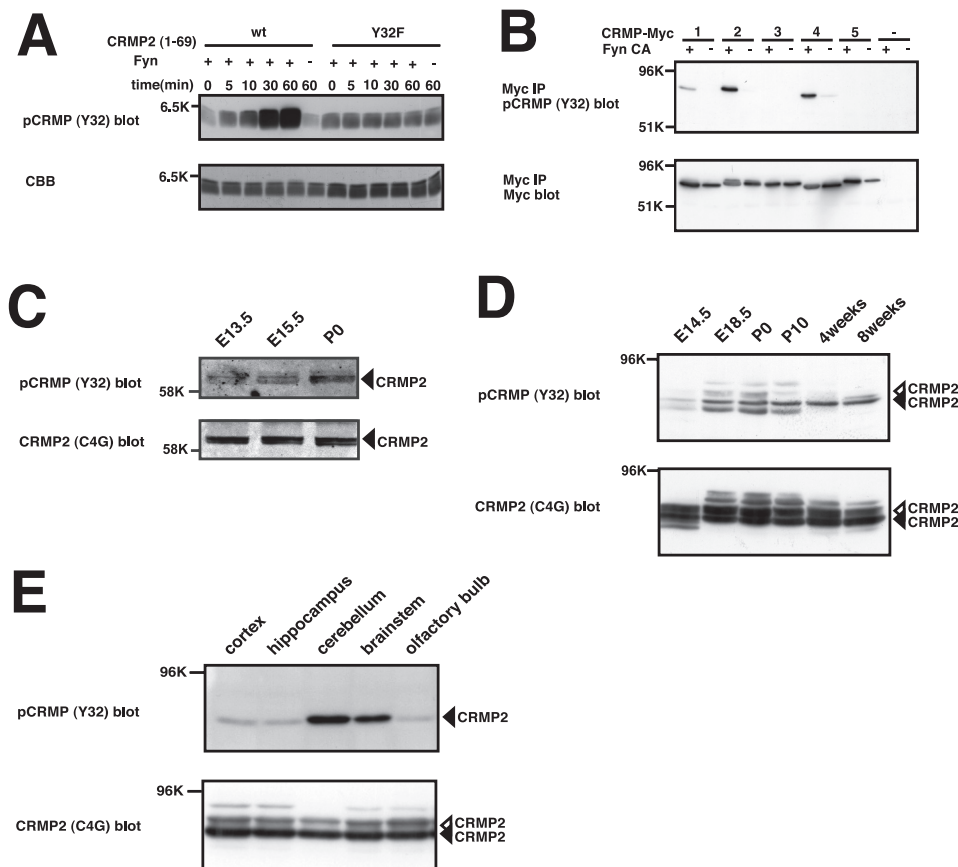 A
CRMP2 (1-69) wt Y32F
Fyn + + + + + - + + + + + -
time(min) 0 5 10 30 60 60 0 5 10 30 60 60
pCRMP (Y32) blot 6.5K
CBB 6.5K
B
CRMP-Myc 1 2 3 4 5 -
Fyn CA + - + - + - + - + - + -
Myc IP
pCRMP (Y32) blot
96K
51K
Myc IP
Myc blot
96K
51K
C
E13.5 E15.5 P0
pCRMP (Y32) blot 58K CRMP2
CRMP2 (C4G) blot 58K CRMP2
D
E14.5 E18.5 P0 P10 4weeks 8weeks
96K
pCRMP (Y32) blot
CRMP2
CRMP2
96K
CRMP2 (C4G) blot
CRMP2
CRMP2
E
cortex hippocampus cerebellum brainstem olfactory bulb
96K
pCRMP (Y32) blot CRMP2
96K
CRMP2 (C4G) blot
CRMP2
CRMP2